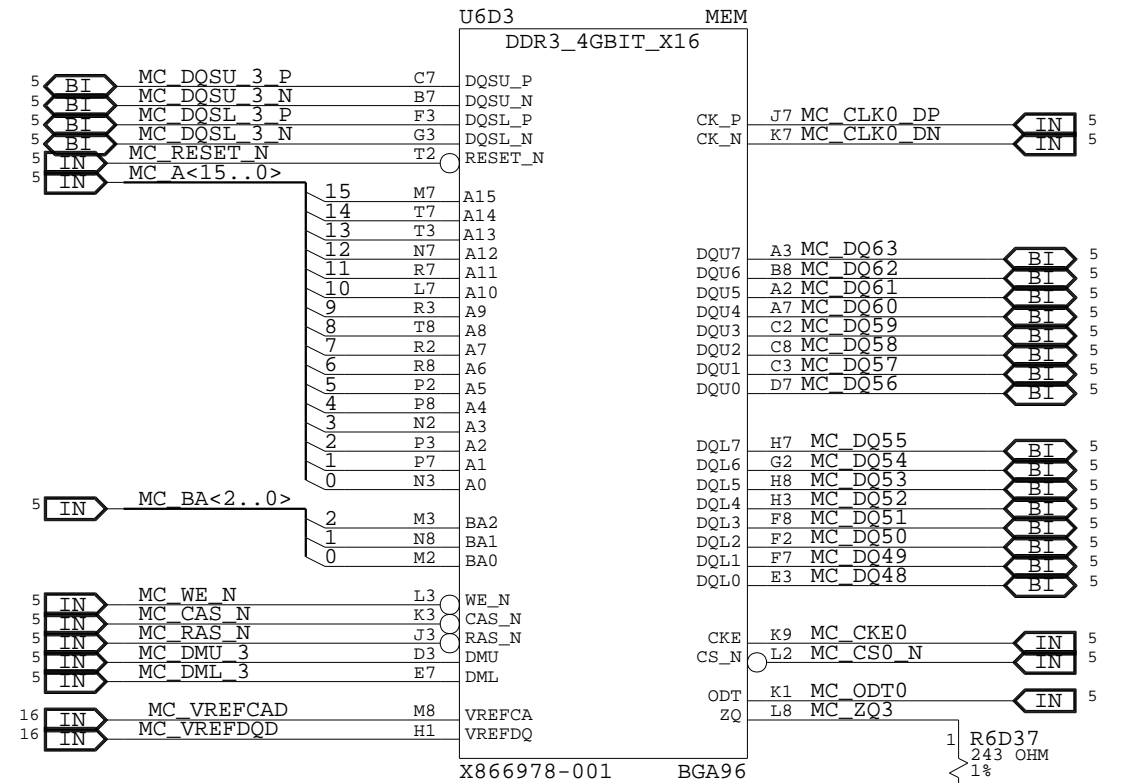 U6D3 MEM
DDR3_4GBIT_X16
5 BI MC_DQSU_3_P C7 DQSU_P
5 BI MC_DQSU_3_N B7 DQSU_N
5 BI MC_DQSL_3_P F3 DQSL_P CK_P J7 MC_CLK0_DP IN 5
5 BI MC_DQSL_3_N G3 DQSL_N CK_N K7 MC_CLK0_DN IN 5
5 IN MC_RESET_N T2 RESET_N
5 IN MC_A<15..0>
15 M7 A15
14 T7 A14
13 T3 A13
12 N7 A12 DQU7 A3 MC_DQ63 BI 5
11 R7 A11 DQU6 B8 MC_DQ62 BI 5
10 L7 A10 DQU5 A2 MC_DQ61 BI 5
9 R3 A9 DQU4 A7 MC_DQ60 BI 5
8 T8 A8 DQU3 C2 MC_DQ59 BI 5
7 R2 A7 DQU2 C8 MC_DQ58 BI 5
6 R8 A6 DQU1 C3 MC_DQ57 BI 5
5 P2 A5 DQU0 D7 MC_DQ56 BI 5
4 P8 A4
3 N2 A3
2 P3 A2 DQL7 H7 MC_DQ55 BI 5
1 P7 A1 DQL6 G2 MC_DQ54 BI 5
0 N3 A0 DQL5 H8 MC_DQ53 BI 5
5 IN MC_BA<2..0> DQL4 H3 MC_DQ52 BI 5
2 M3 BA2 DQL3 F8 MC_DQ51 BI 5
1 N8 BA1 DQL2 F2 MC_DQ50 BI 5
0 M2 BA0 DQL1 F7 MC_DQ49 BI 5
DQL0 E3 MC_DQ48 BI 5
5 IN MC_WE_N L3 WE_N
5 IN MC_CAS_N K3 CAS_N
5 IN MC_RAS_N J3 RAS_N CKE K9 MC_CKE0 IN 5
5 IN MC_DMU_3 D3 DMU CS_N L2 MC_CS0_N IN 5
5 IN MC_DML_3 E7 DML
ODT K1 MC_ODT0 IN 5
16 IN MC_VREFCAD M8 VREFCA ZQ L8 MC_ZQ3
16 IN MC_VREFDQD H1 VREFDQ
1 R6D37
243 OHM
1%
X866978-001 BGA96